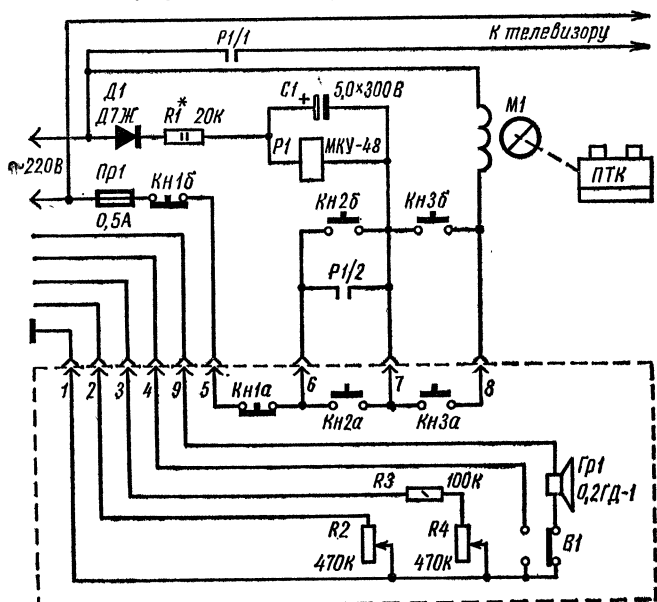 К телевизору
Р1/1
С1 + 5,0×300В
Д1
Д7Ж
R1* 20К
М1
Р1 МКУ-48
≈220В
ПТК
Пр1
Кн1б
0,5А
Кн2б
Кн3б
Р1/2
1 2 3 4 9 5 6 7 8
Кн1а
Кн2а
Кн3а
R3 100К
Гр1
0,2ГД-1
R2
470К
R4
470К
В1